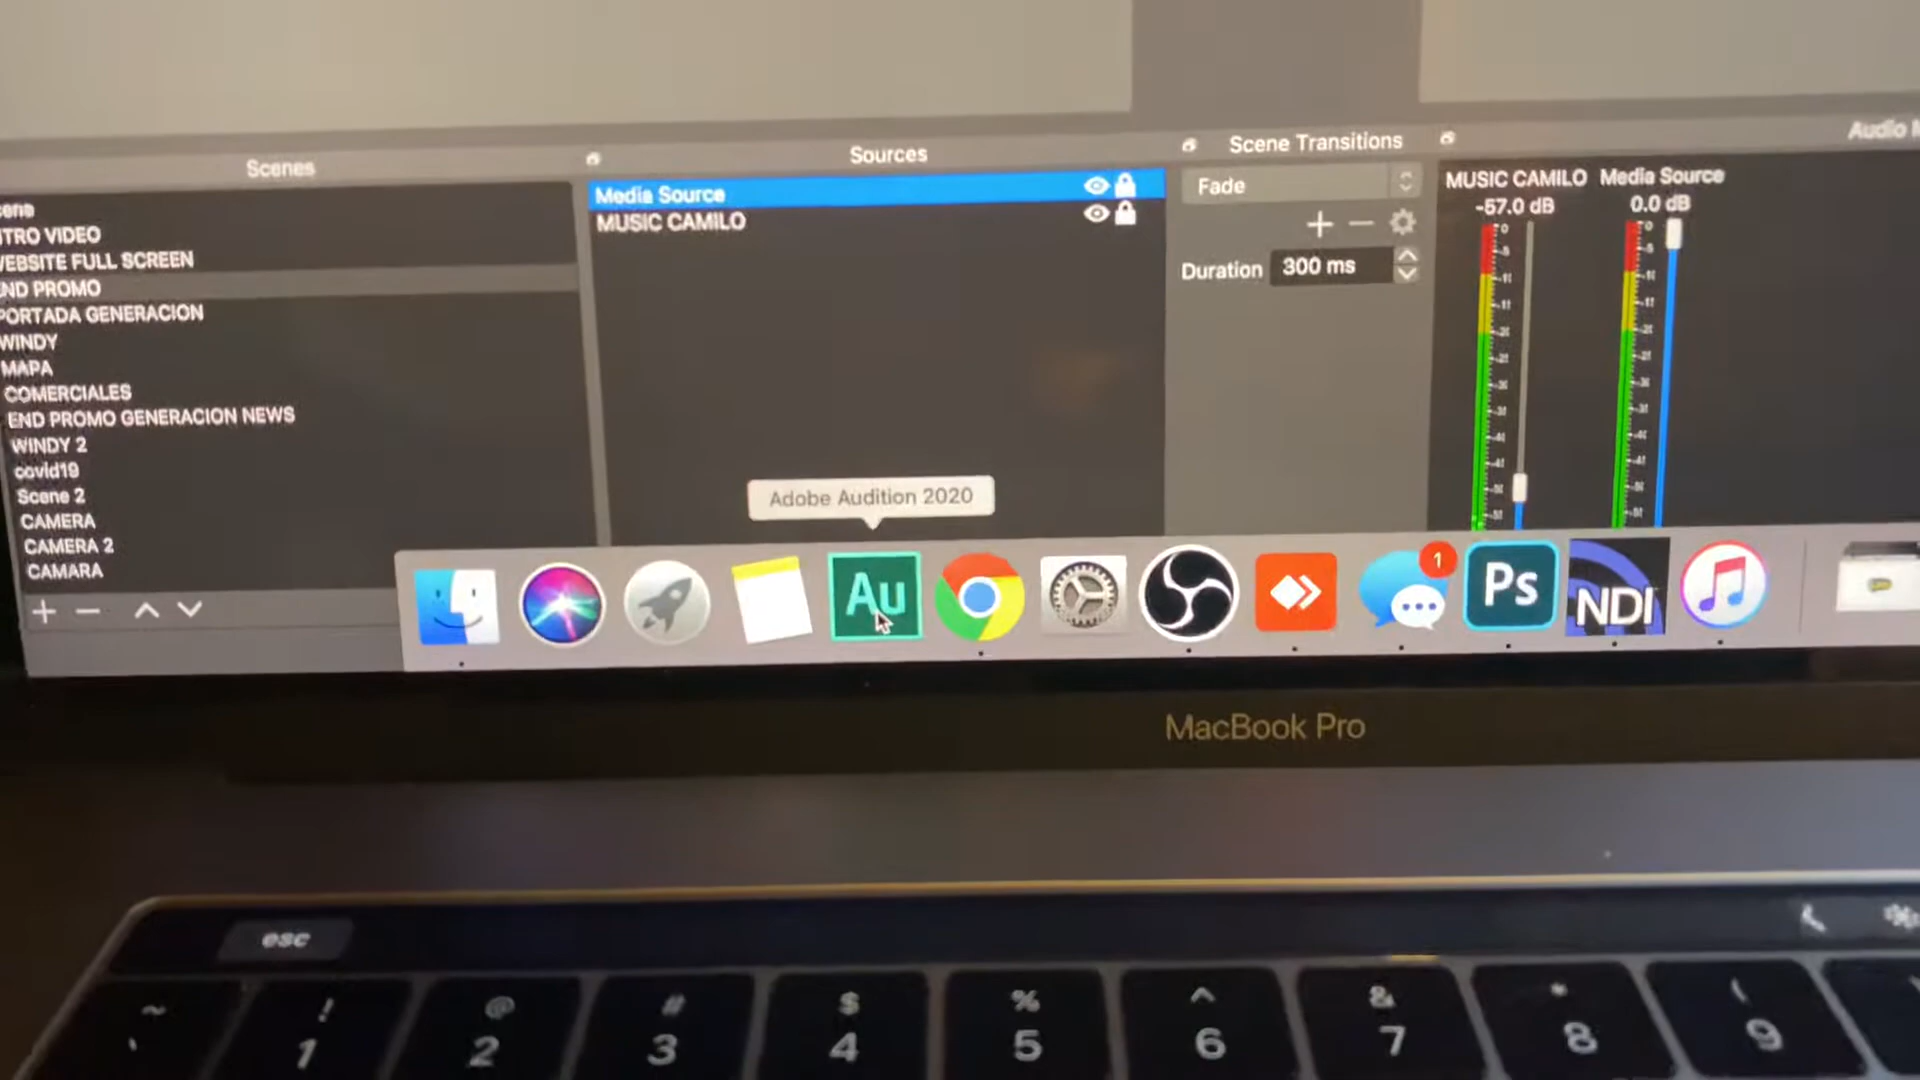 Scenes
ene
TRO VIDEO
EBSITE FULL SCREEN
ND PROMO
PORTADA GENERACION
WINDY
MAPA
COMERCIALES
END PROMO GENERACION NEWS
WINDY 2
covid19
Scene 2
CAMERA
CAMERA 2
CAMARA
Sources
Media Source
MUSIC CAMILO
Scene Transitions
Fade
Duration 300 ms
Audio
MUSIC CAMILO Media Source
-57.0 dB 0.0 dB
Adobe Audition 2020
Au
1
Ps
NDI
MacBook Pro
esc
~ ! @ # $ % ^ & * (
` 1 2 3 4 5 6 7 8 9